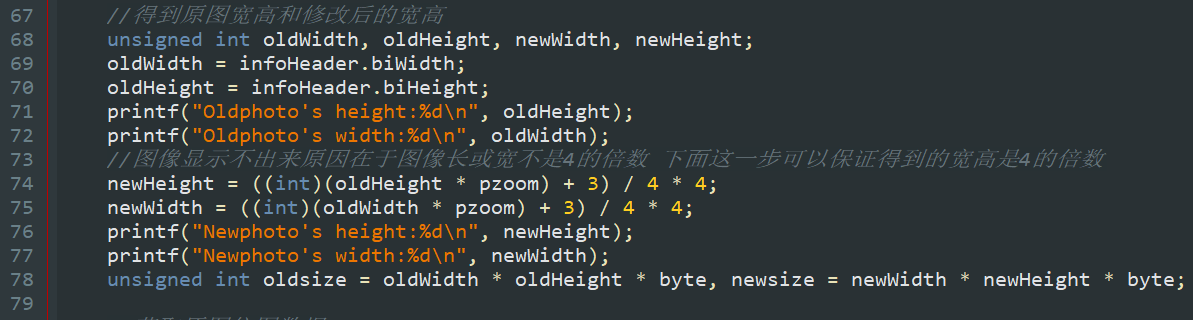 67 //得到原图宽高和修改后的宽高
68 unsigned int oldWidth, oldHeight, newWidth, newHeight;
69 oldWidth = infoHeader.biWidth;
70 oldHeight = infoHeader.biHeight;
71 printf("Oldphoto's height:%d\n", oldHeight);
72 printf("Oldphoto's width:%d\n", oldWidth);
73 //图像显示不出来原因在于图像长或宽不是4的倍数 下面这一步可以保证得到的宽高是4的倍数
74 newHeight = ((int)(oldHeight * pzoom) + 3) / 4 * 4;
75 newWidth = ((int)(oldWidth * pzoom) + 3) / 4 * 4;
76 printf("Newphoto's height:%d\n", newHeight);
77 printf("Newphoto's width:%d\n", newWidth);
78 unsigned int oldsize = oldWidth * oldHeight * byte, newsize = newWidth * newHeight * byte;
79